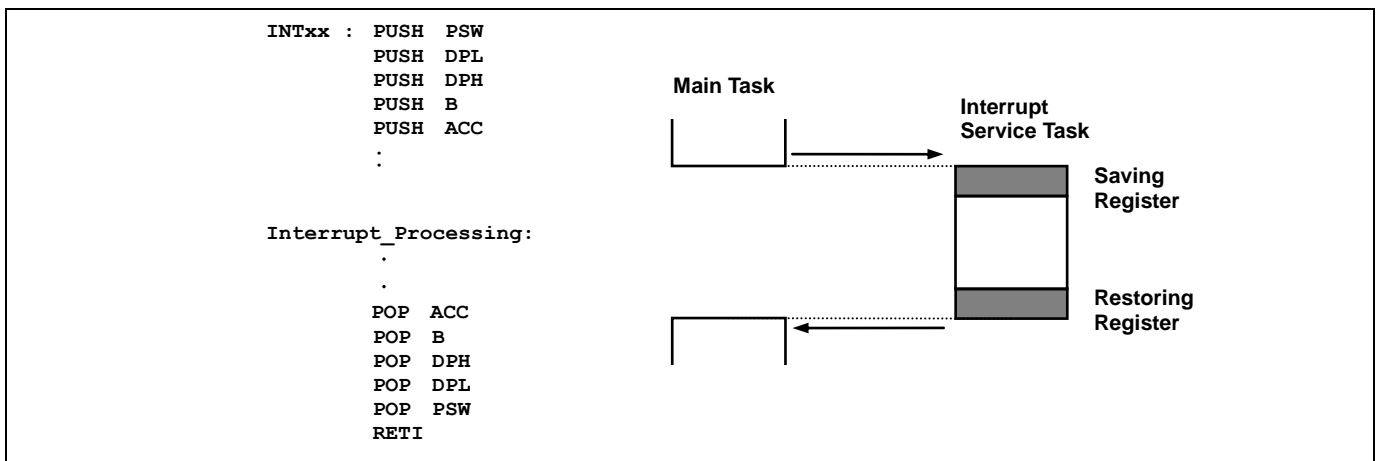 INTxx : PUSH PSW
PUSH DPL
PUSH DPH
PUSH B
PUSH ACC
.
.
Interrupt_Processing:
.
.
POP ACC
POP B
POP DPH
POP DPL
POP PSW
RETI
Main Task
Interrupt
Service Task
Saving
Register
Restoring
Register